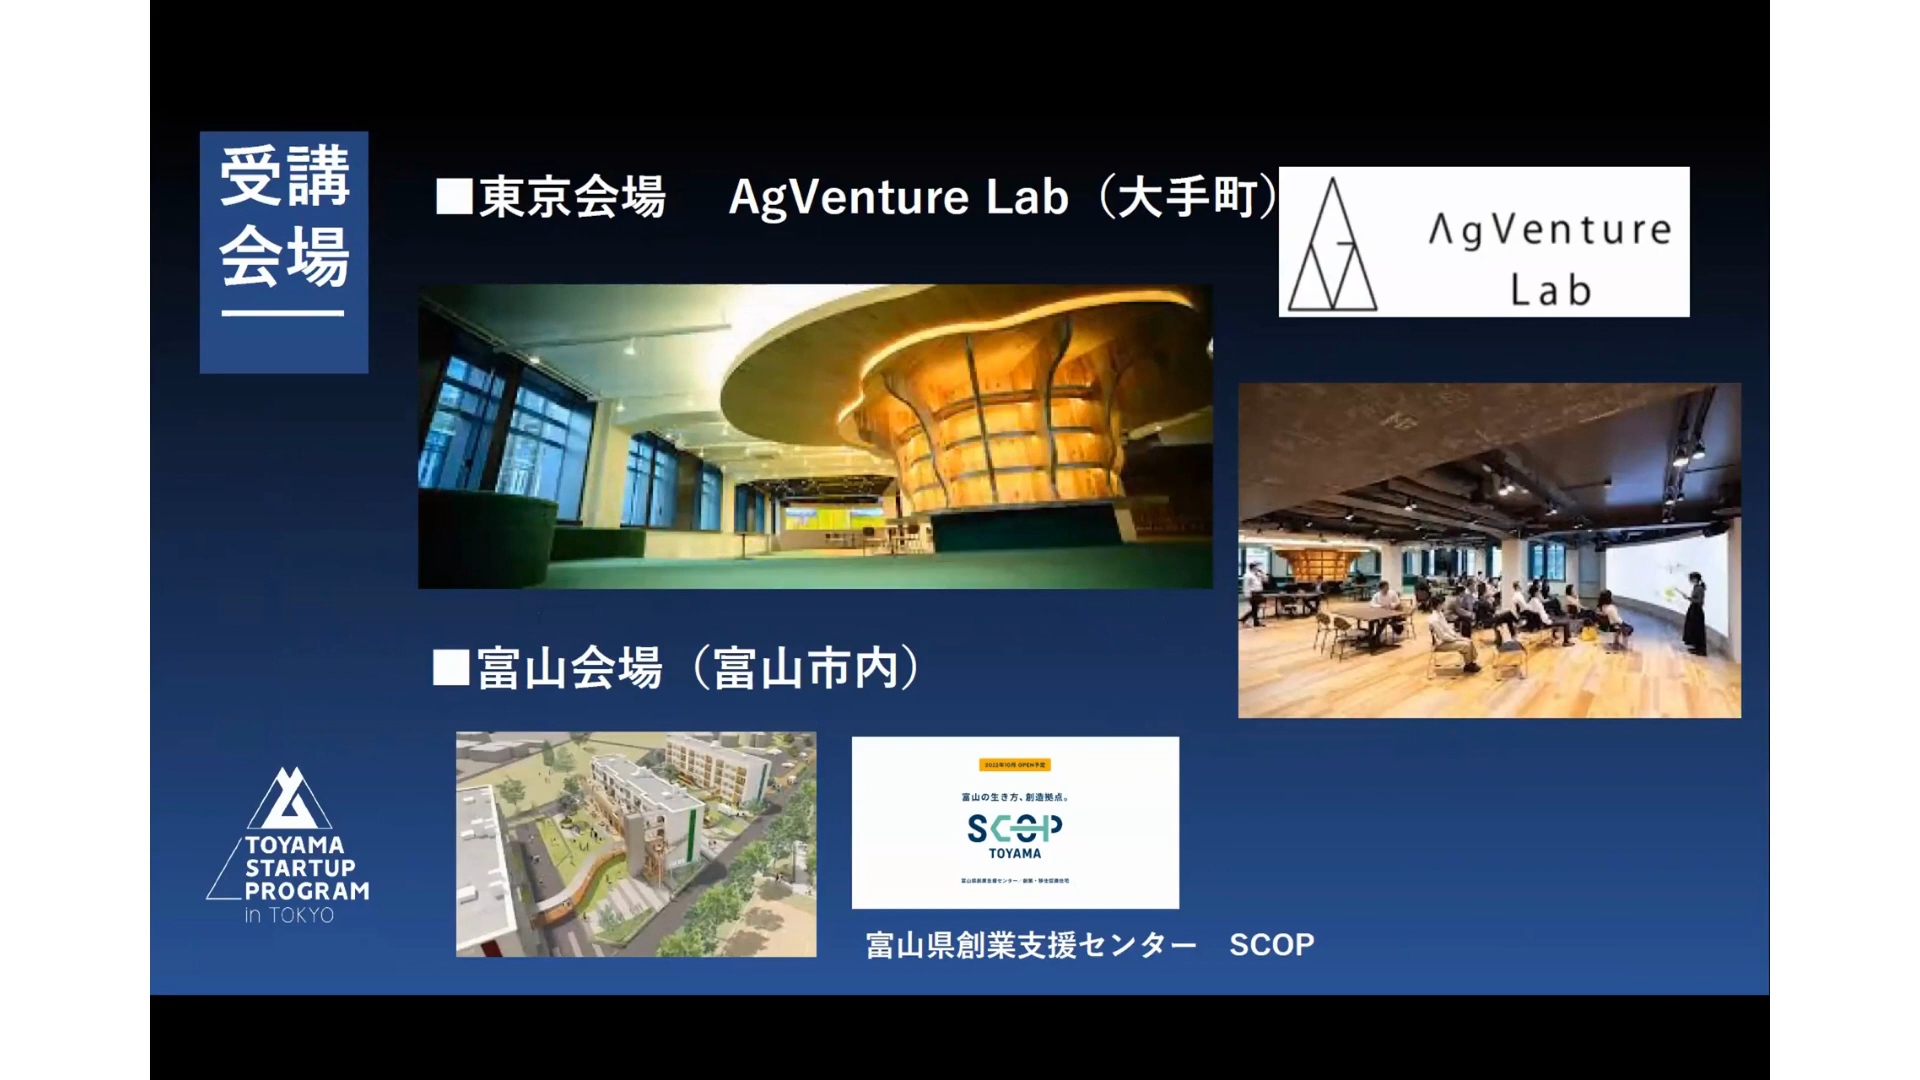 受講
会場
■東京会場　AgVenture Lab（大手町）
AgVenture
Lab
■富山会場（富山市内）
2022年10月 OPEN予定
富山の生き方、創造拠点。
SCOP
TOYAMA
富山県創業支援センター／創業・移住促進住宅
富山県創業支援センター　SCOP
TOYAMA
STARTUP
PROGRAM
in TOKYO